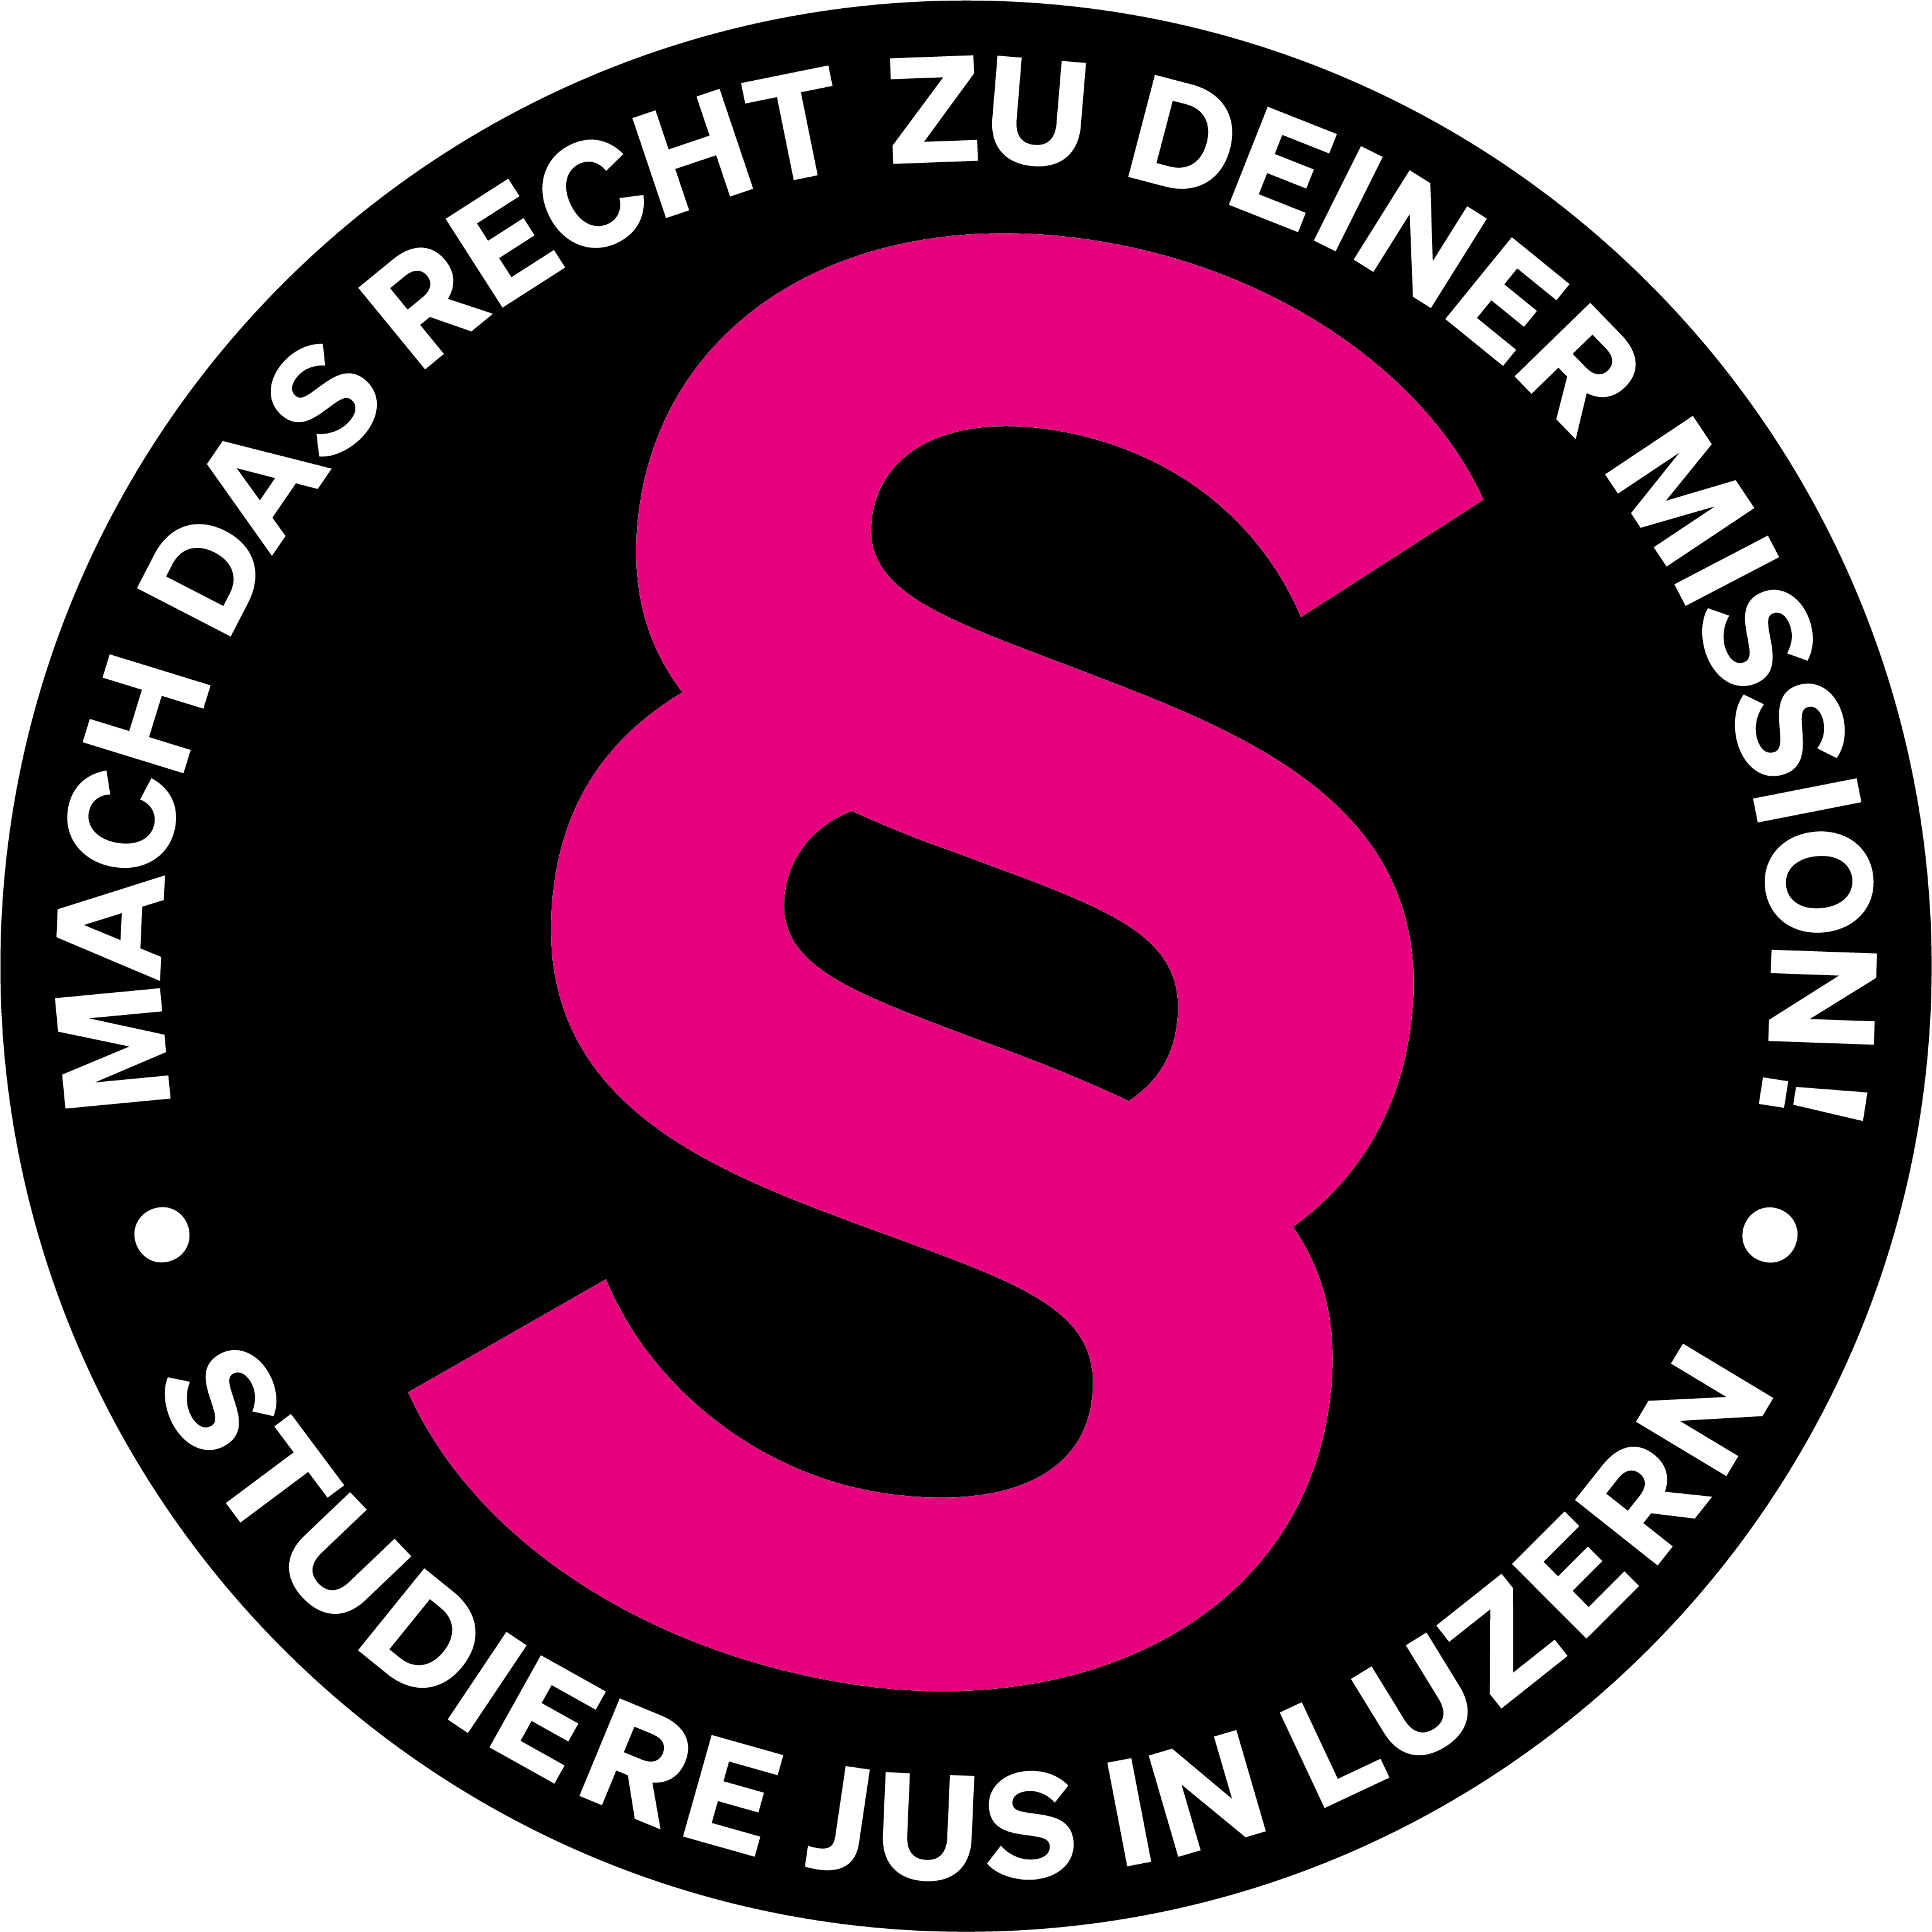 MACH DAS RECHT ZU DEINER MISSION!
§
• STUDIERE JUS IN LUZERN •